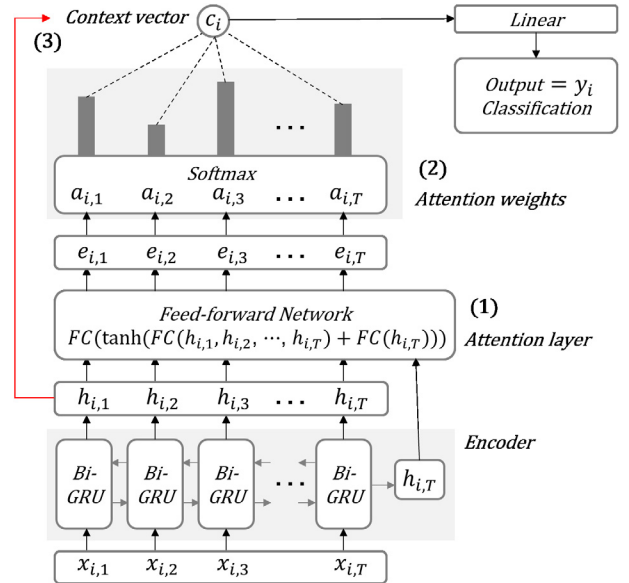 Context vector
c_i
Linear
(3)
Output = y_i
Classification
Softmax
a_{i,1} a_{i,2} a_{i,3} ... a_{i,T}
(2)
Attention weights
e_{i,1} e_{i,2} e_{i,3} ... e_{i,T}
Feed-forward Network
FC(tanh(FC(h_{i,1}, h_{i,2}, ⋯, h_{i,T}) + FC(h_{i,T})))
(1)
Attention layer
h_{i,1} h_{i,2} h_{i,3} ... h_{i,T}
Encoder
Bi-GRU Bi-GRU Bi-GRU ... Bi-GRU
h_{i,T}
x_{i,1} x_{i,2} x_{i,3} x_{i,T}